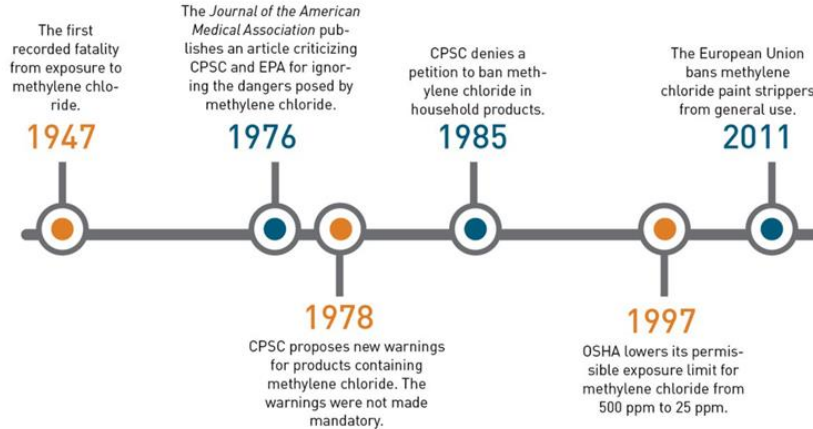 The first
recorded fatality
from exposure to
methylene chlo-
ride.
1947
The Journal of the American
Medical Association pub-
lishes an article criticizing
CPSC and EPA for ignor-
ing the dangers posed by
methylene chloride.
1976
CPSC denies a
petition to ban meth-
ylene chloride in
household products.
1985
The European Union
bans methylene
chloride paint strippers
from general use.
2011
1978
CPSC proposes new warnings
for products containing
methylene chloride. The
warnings were not made
mandatory.
1997
OSHA lowers its permis-
sible exposure limit for
methylene chloride from
500 ppm to 25 ppm.